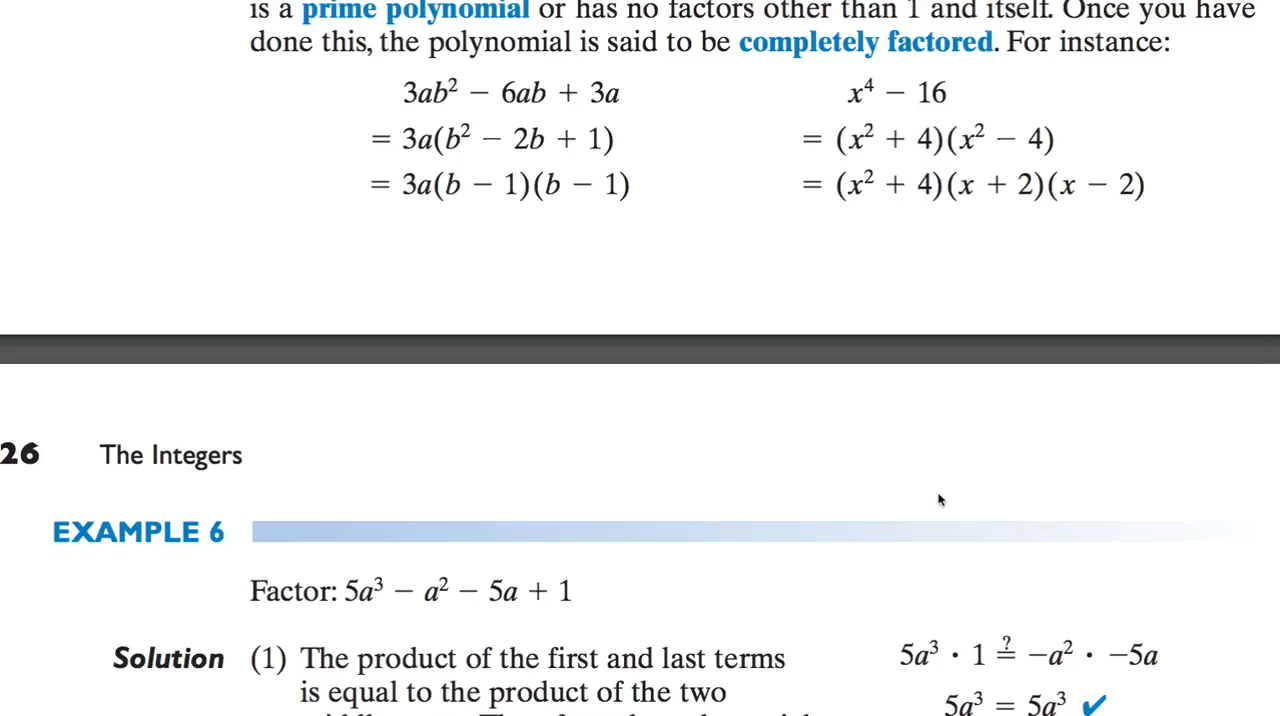 is a prime polynomial or has no factors other than 1 and itself. Once you have
done this, the polynomial is said to be completely factored. For instance:
3ab² − 6ab + 3a
= 3a(b² − 2b + 1)
= 3a(b − 1)(b − 1)
x⁴ − 16
= (x² + 4)(x² − 4)
= (x² + 4)(x + 2)(x − 2)
26 The Integers
EXAMPLE 6
Factor: 5a³ − a² − 5a + 1
Solution (1) The product of the first and last terms
is equal to the product of the two
5a³ · 1 ≟ −a² · −5a
5a³ = 5a³ ✔